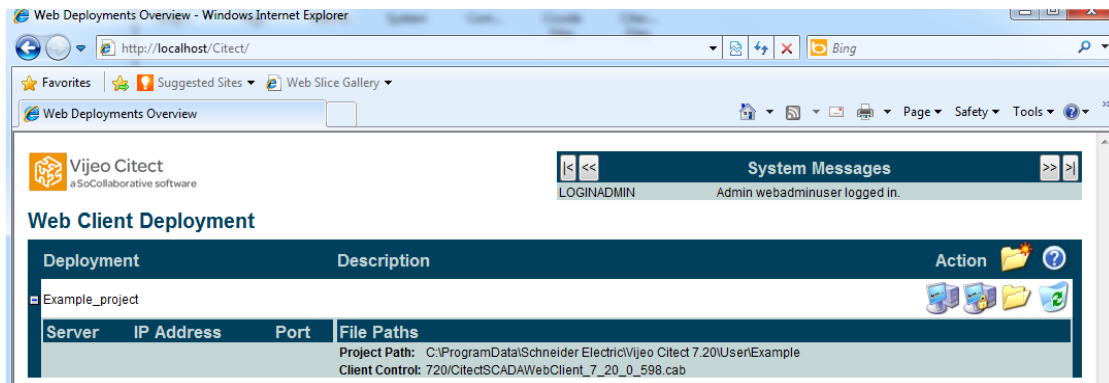 Web Deployments Overview - Windows Internet Explorer
http://localhost/Citect/
Bing
Favorites Suggested Sites Web Slice Gallery
Web Deployments Overview
Page Safety Tools
Vijeo Citect
a SoCollaborative software
|< << System Messages >> >|
LOGINADMIN Admin webadminuser logged in.
Web Client Deployment
Deployment Description Action
Example_project
Server IP Address Port File Paths
Project Path: C:\ProgramData\Schneider Electric\Vijeo Citect 7.20\User\Example
Client Control: 720/CitectSCADAWebClient_7_20_0_598.cab